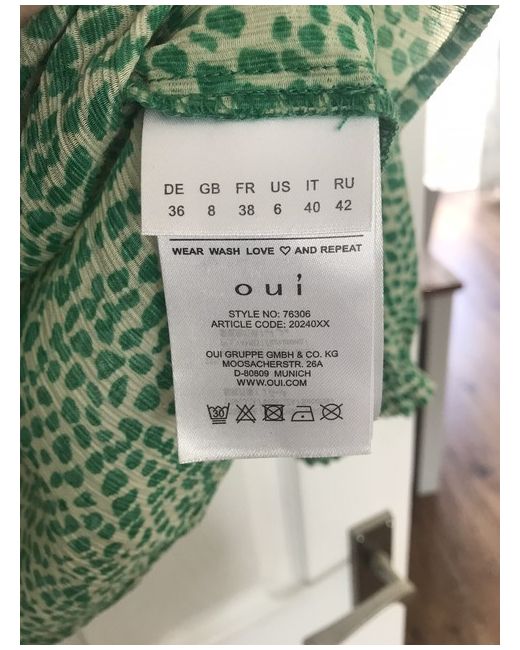 DE GB FR US IT RU
36 8 38 6 40 42
WEAR WASH LOVE ♡ AND REPEAT
oui
STYLE NO: 76306
ARTICLE CODE: 20240XX
OUI GRUPPE GMBH & CO. KG
MOOSACHERSTR. 26A
D-80809 MUNICH
WWW.OUI.COM
30